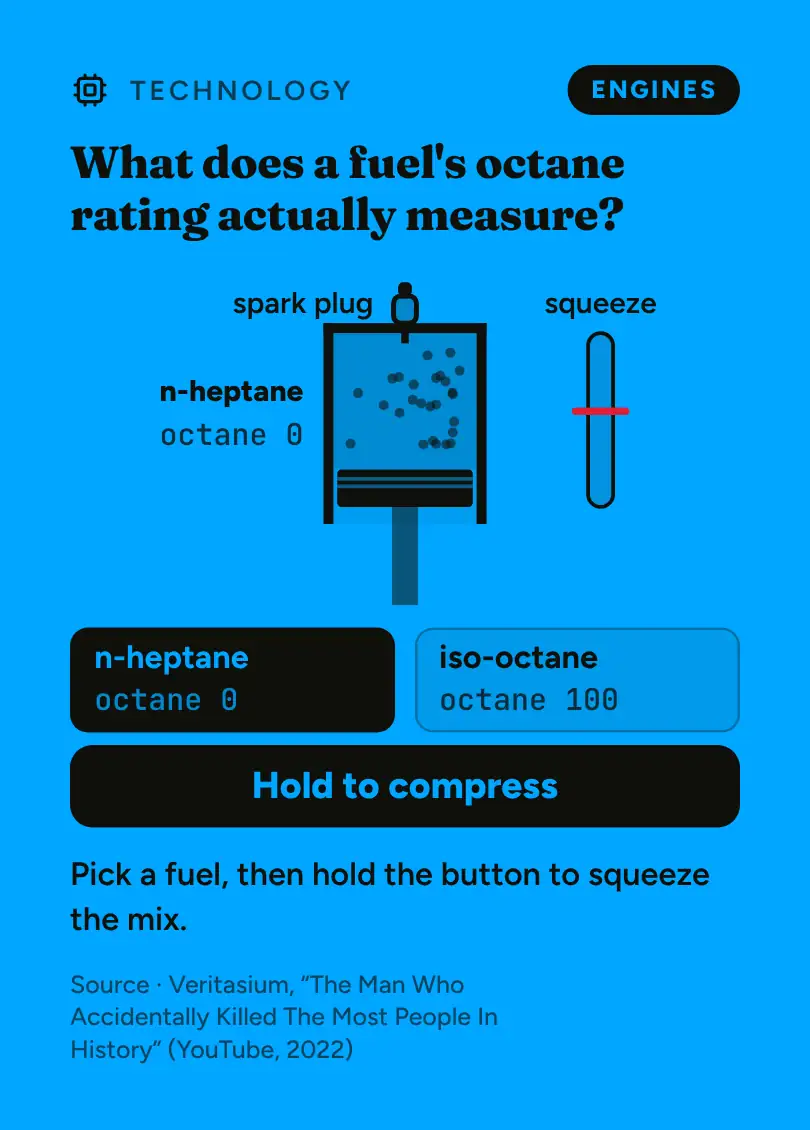 TECHNOLOGY
ENGINES
What does a fuel's octane
rating actually measure?
spark plug
squeeze
n-heptane
octane 0
n-heptane
octane 0
iso-octane
octane 100
Hold to compress
Pick a fuel, then hold the button to squeeze
the mix.
Source · Veritasium, “The Man Who
Accidentally Killed The Most People In
History” (YouTube, 2022)